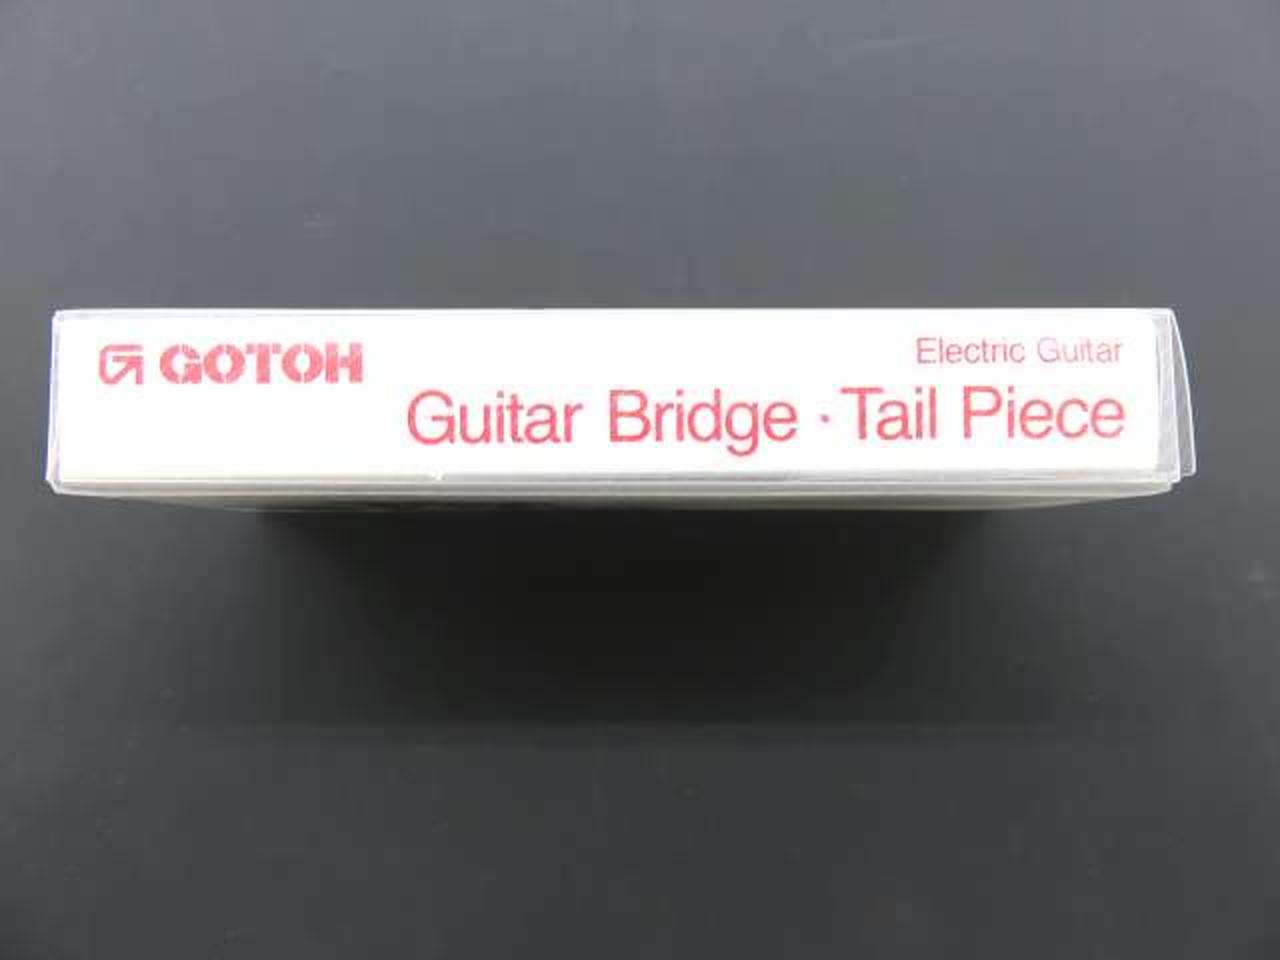 GOTOH
Electric Guitar
Guitar Bridge · Tail Piece